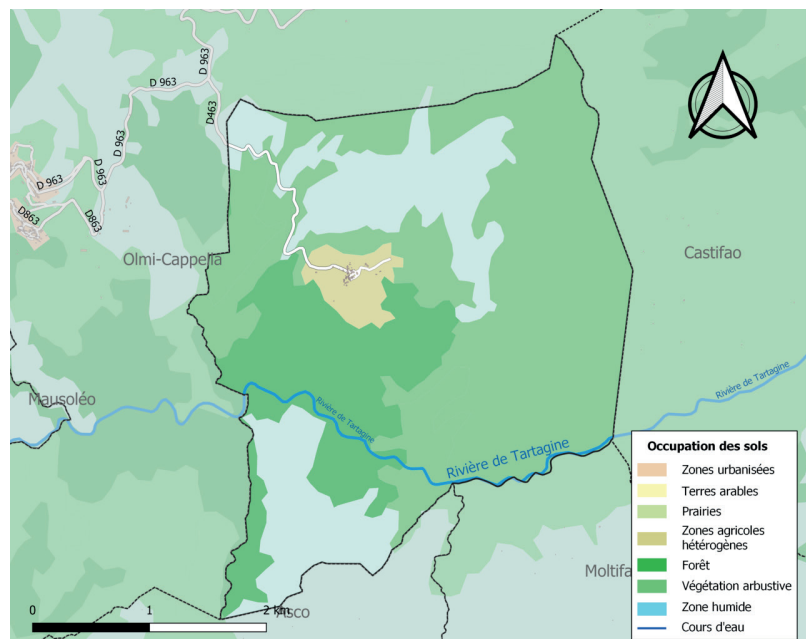 D 963
D 963
D463
D 963
D 963
D863
D863
Olmi-Cappella
Castifao
Mausoléo
Rivière de Tartagine
Rivière de Tartagine
Rivière de Tartagine
Occupation des sols
Zones urbanisées
Terres arables
Prairies
Zones agricoles
hétérogènes
Forêt
Végétation arbustive
Zone humide
Cours d'eau
Moltifa
0 1 2 km
Asco